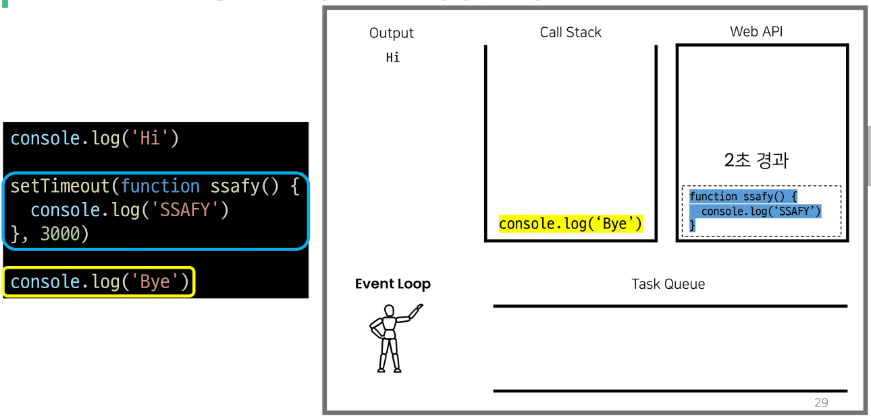 console.log('Hi')
setTimeout(function ssafy() {
  console.log('SSAFY')
}, 3000)
console.log('Bye')
Output
Hi
Call Stack
console.log(‘Bye’)
Web API
2초 경과
function ssafy() {
  console.log(‘SSAFY’)
}
Event Loop
Task Queue
29